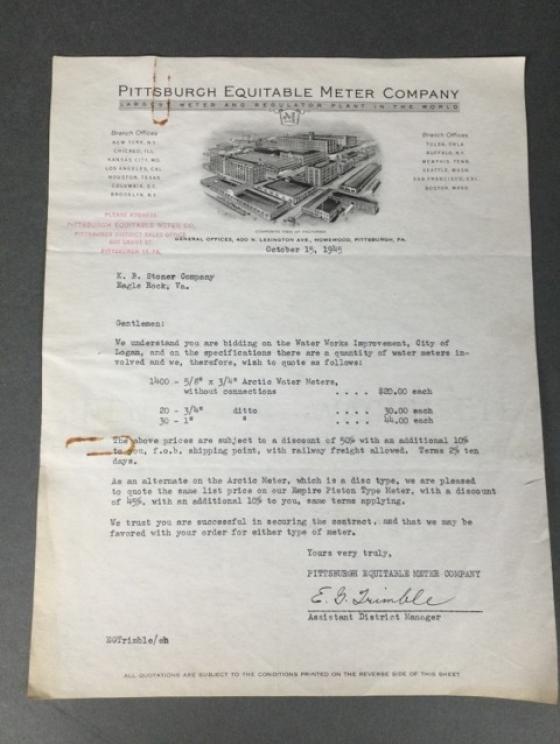 PITTSBURGH EQUITABLE METER COMPANY
LARGEST METER AND REGULATOR PLANT IN THE WORLD
Branch Offices
NEW YORK, N.Y.
CHICAGO, ILL.
KANSAS CITY, MO.
LOS ANGELES, CAL.
HOUSTON, TEXAS
COLUMBIA, S.C.
BROOKLYN, N.Y.
Branch Offices
TULSA, OKLA.
BUFFALO, N.Y.
MEMPHIS, TENN.
SEATTLE, WASH.
SAN FRANCISCO, CAL.
BOSTON, MASS.
PLEASE ADDRESS
PITTSBURGH EQUITABLE METER CO.
PITTSBURGH DISTRICT SALES OFFICE
PITTSBURGH PA.
COMPOSITE VIEW OF FACTORIES
GENERAL OFFICES, 400 N. LEXINGTON AVE., HOMEWOOD, PITTSBURGH, PA.
October 15, 1945
K. B. Stoner Company
Eagle Rock, Va.
Gentlemen:
We understand you are bidding on the Water Works Improvement, City of
Logan, and on the specifications there are a quantity of water meters in-
volved and we, therefore, wish to quote as follows:
1400 - 5/8" x 3/4" Arctic Water Meters,
without connections . . . . $20.00 each
20 - 3/4" ditto . . . . 30.00 each
30 - 1" " . . . . 44.00 each
The above prices are subject to a discount of 50% with an additional 10%
to you, f.o.b. shipping point, with railway freight allowed. Terms 2% ten
days.
As an alternate on the Arctic Meter, which is a disc type, we are pleased
to quote the same list price on our Empire Piston Type Meter, with a discount
of 45%, with an additional 10% to you, same terms applying.
We trust you are successful in securing the contract, and that we may be
favored with your order for either type of meter.
Yours very truly,
PITTSBURGH EQUITABLE METER COMPANY
E. G. Trimble
Assistant District Manager
EGTrimble/eh
ALL QUOTATIONS ARE SUBJECT TO THE CONDITIONS PRINTED ON THE REVERSE SIDE OF THIS SHEET